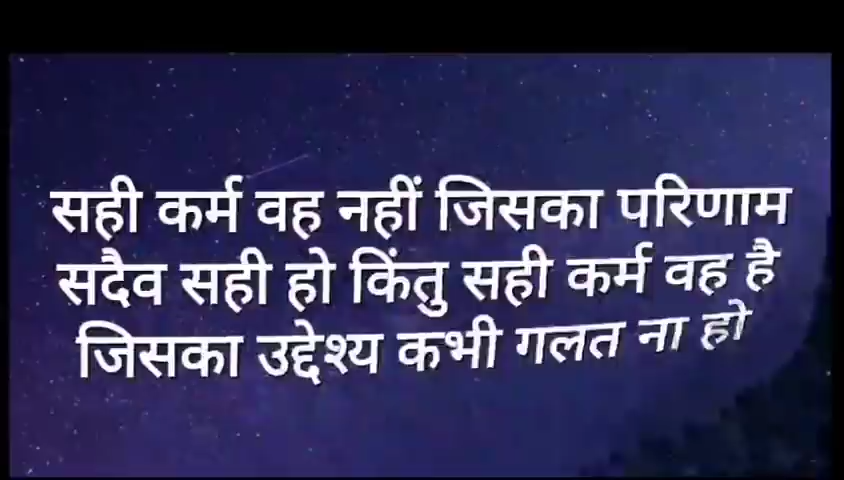 सही कर्म वह नहीं जिसका परिणाम
सदैव सही हो किंतु सही कर्म वह है
जिसका उद्देश्य कभी गलत ना हो